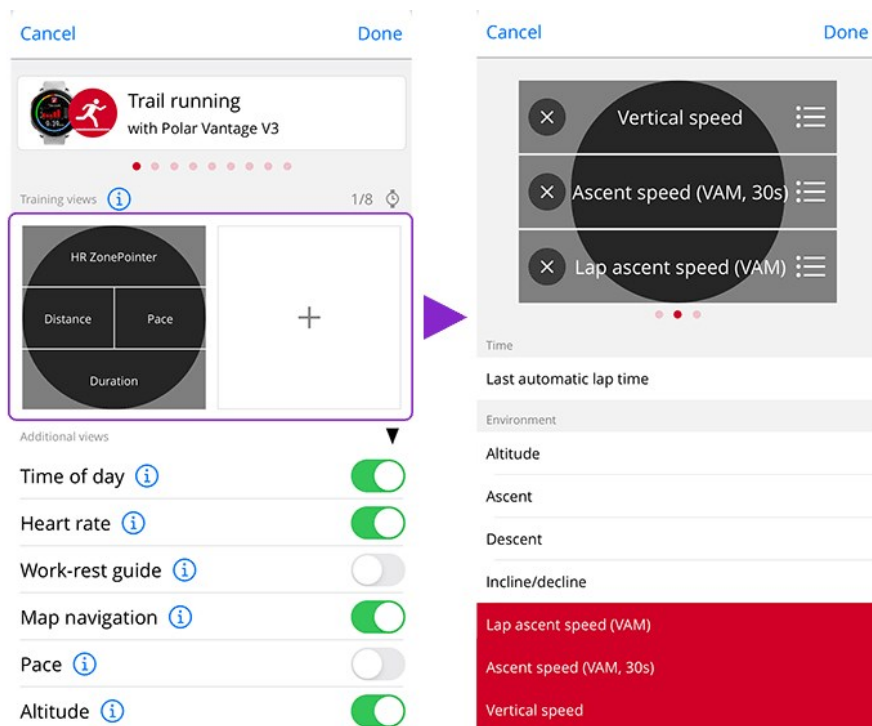 Cancel
Done
Trail running
with Polar Vantage V3
Training views
1/8
HR ZonePointer
Distance
Pace
Duration
Additional views
Time of day
Heart rate
Work-rest guide
Map navigation
Pace
Altitude
Cancel
Done
Vertical speed
Ascent speed (VAM, 30s)
Lap ascent speed (VAM)
Time
Last automatic lap time
Environment
Altitude
Ascent
Descent
Incline/decline
Lap ascent speed (VAM)
Ascent speed (VAM, 30s)
Vertical speed